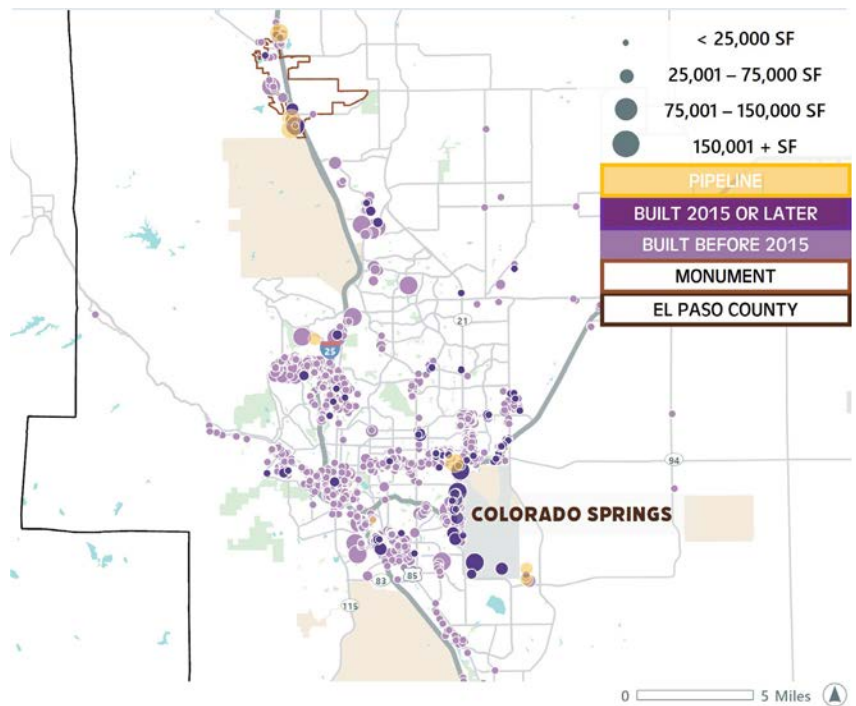 < 25,000 SF
25,001 – 75,000 SF
75,001 – 150,000 SF
150,001 + SF
PIPELINE
BUILT 2015 OR LATER
BUILT BEFORE 2015
MONUMENT
EL PASO COUNTY
21
25
94
COLORADO SPRINGS
83
85
115
0
5 Miles